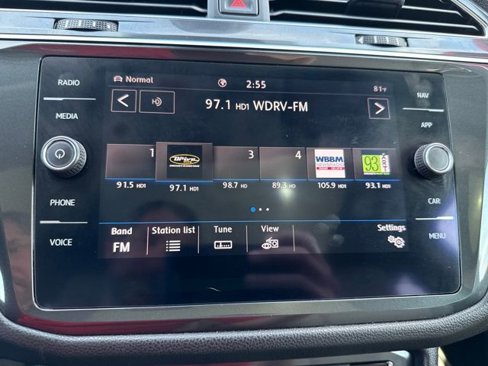 RADIO
MEDIA
PHONE
VOICE
Normal
2:55
81°F
97.1 HD1 WDRV-FM
1
3
4
WBBM
93
91.5 HD1
97.1 HD1
98.7 HD
89.3 HD
105.9 HD1
93.1 HD1
Band
FM
Station list
Tune
View
Settings
NAV
APP
CAR
MENU